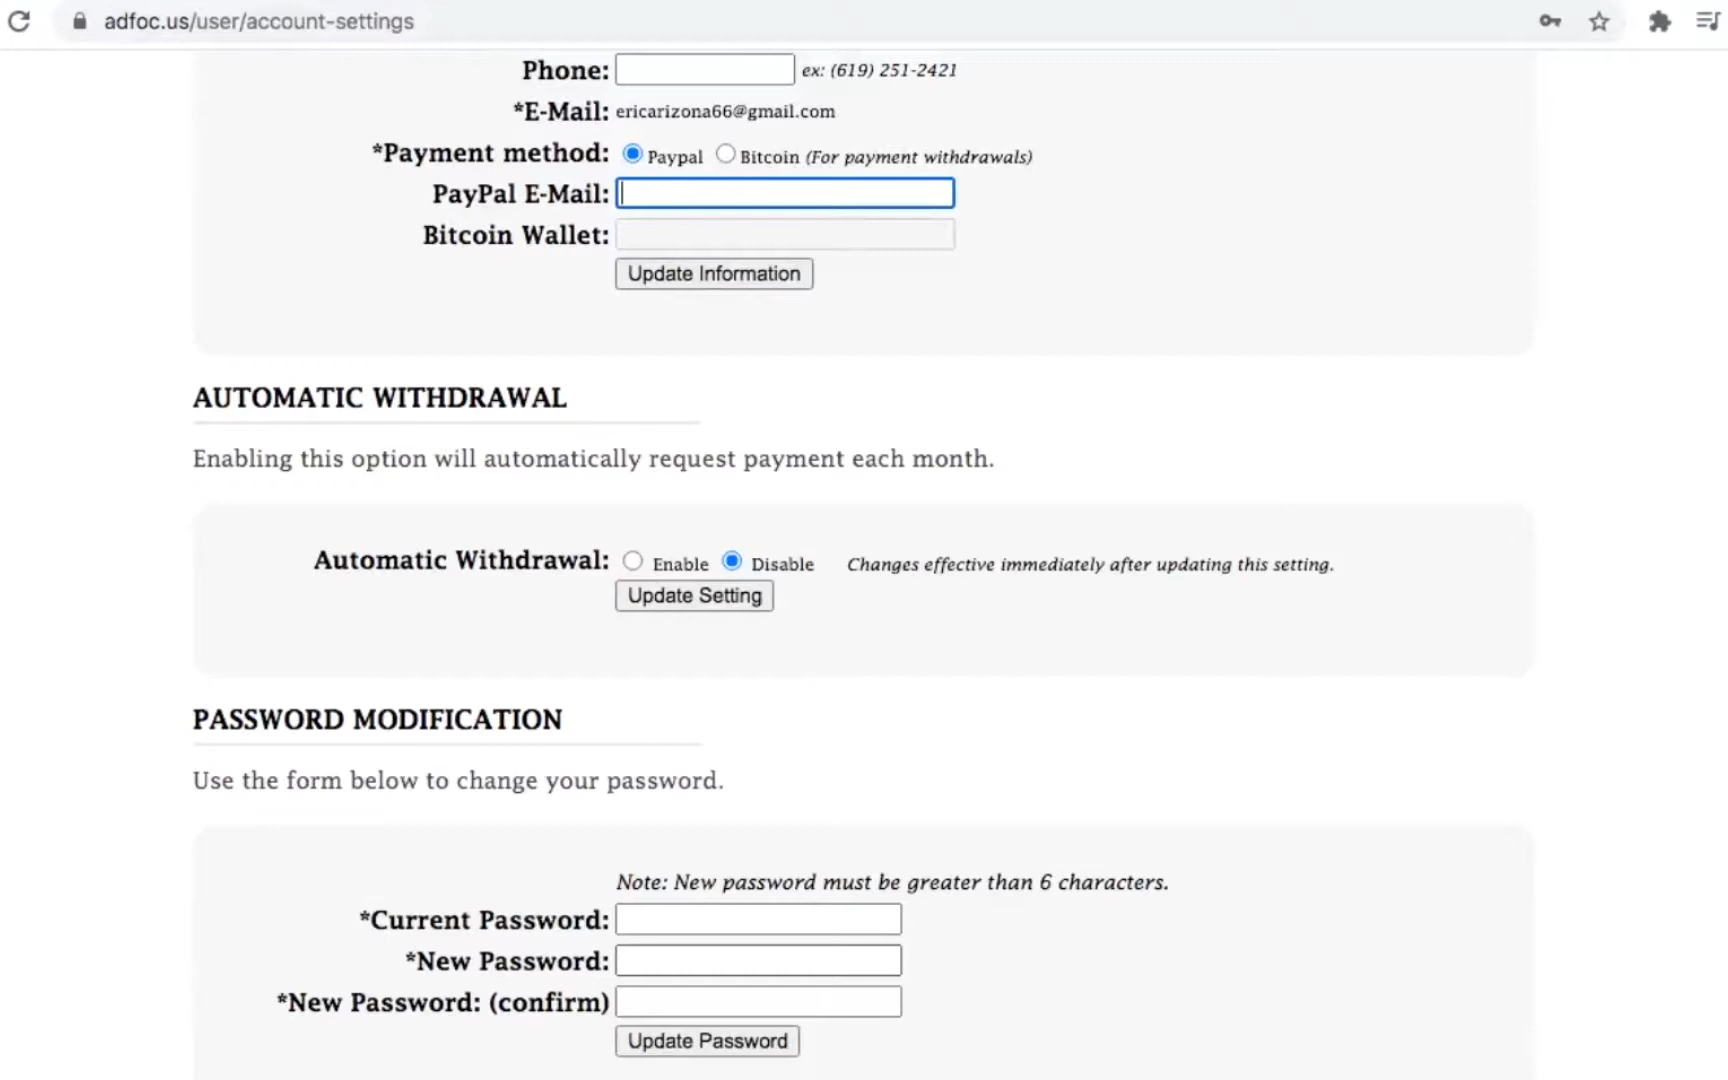 adfoc.us/user/account-settings
Phone: ex: (619) 251-2421
*E-Mail: ericarizona66@gmail.com
*Payment method: Paypal Bitcoin (For payment withdrawals)
PayPal E-Mail:
Bitcoin Wallet:
Update Information
AUTOMATIC WITHDRAWAL
Enabling this option will automatically request payment each month.
Automatic Withdrawal: Enable Disable Changes effective immediately after updating this setting.
Update Setting
PASSWORD MODIFICATION
Use the form below to change your password.
Note: New password must be greater than 6 characters.
*Current Password:
*New Password:
*New Password: (confirm)
Update Password